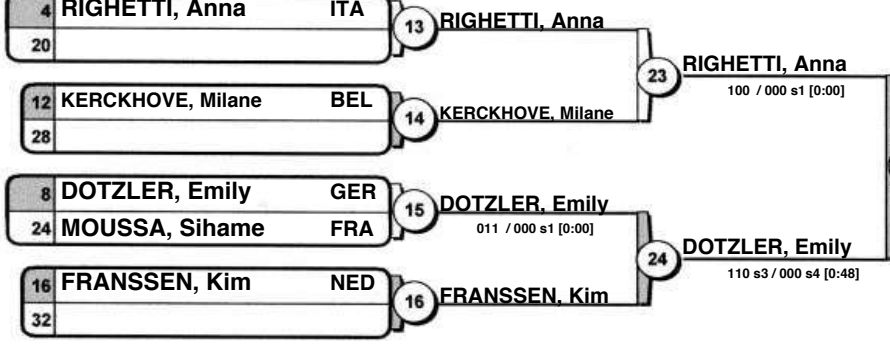 4 RIGHETTI, Anna ITA
20
13
RIGHETTI, Anna
12 KERCKHOVE, Milane BEL
28
14
KERCKHOVE, Milane
23
RIGHETTI, Anna
100 / 000 s1 [0:00]
8 DOTZLER, Emily GER
24 MOUSSA, Sihame FRA
15
DOTZLER, Emily
011 / 000 s1 [0:00]
16 FRANSSEN, Kim NED
32
16
FRANSSEN, Kim
24
DOTZLER, Emily
110 s3 / 000 s4 [0:48]